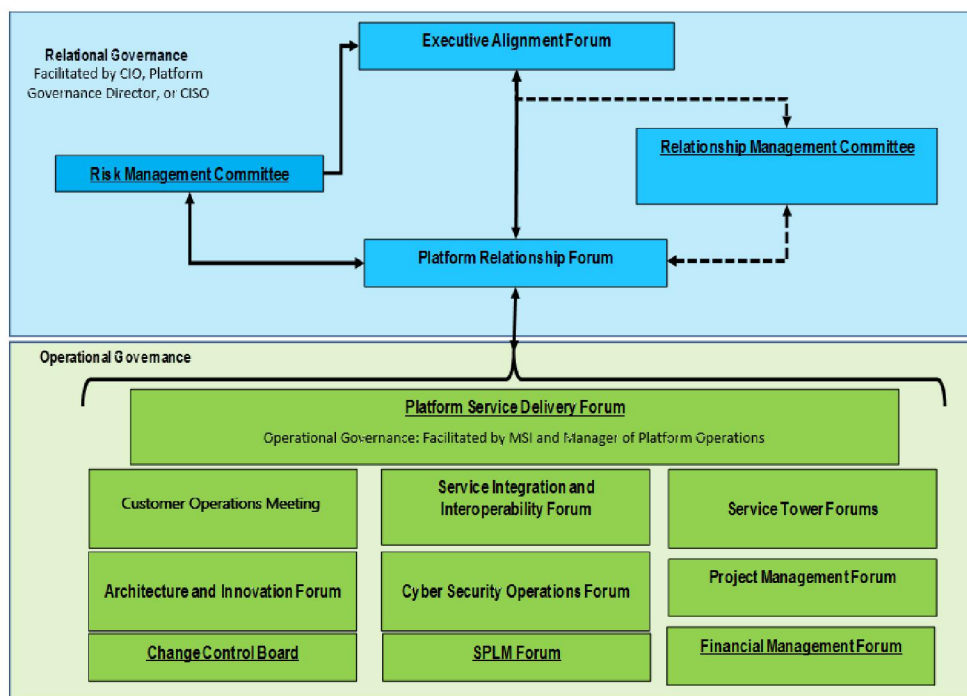 Executive Alignment Forum
Relational Governance
Facilitated by CIO, Platform
Governance Director, or CISO
Relationship Management Committee
Risk Management Committee
Platform Relationship Forum
Operational Governance
Platform Service Delivery Forum
Operational Governance: Facilitated by MSI and Manager of Platform Operations
Customer Operations Meeting
Service Integration and
Interoperability Forum
Service Tower Forums
Architecture and Innovation Forum
Cyber Security Operations Forum
Project Management Forum
Change Control Board
SPLM Forum
Financial Management Forum